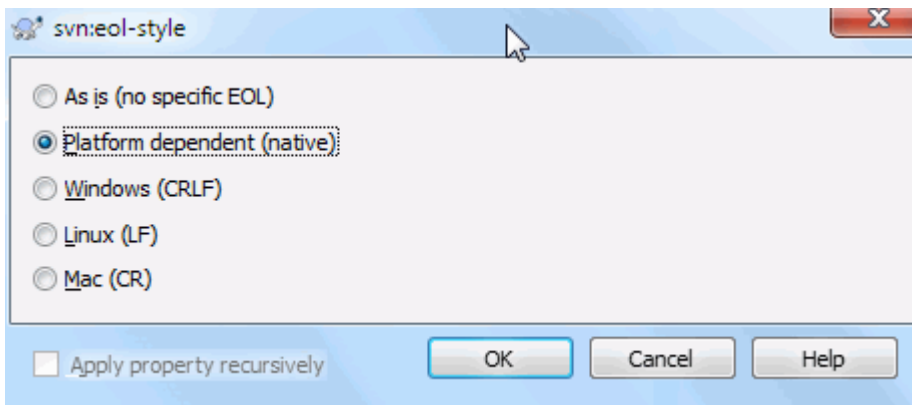 svn:eol-style
As is (no specific EOL)
Platform dependent (native)
Windows (CRLF)
Linux (LF)
Mac (CR)
Apply property recursively
OK Cancel Help